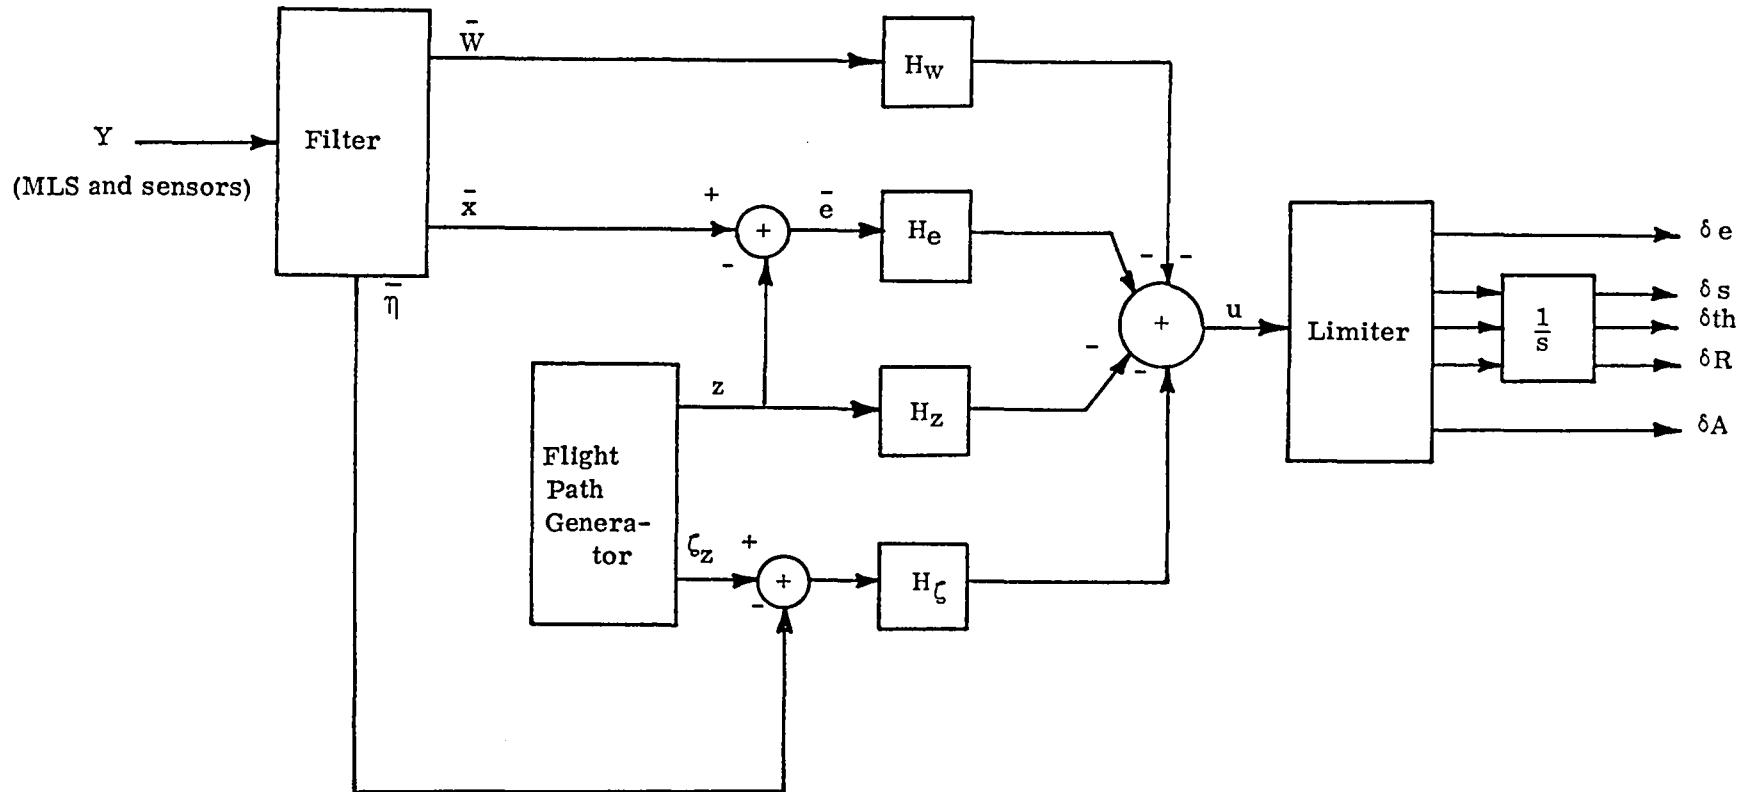 W̄
H_w
Y
Filter
(MLS and sensors)
x̄
+
-
+
ē
H_e
- -
+
- -
u
Limiter
δe
δs
δth
δR
δA
1
s
η̄
z
H_z
Flight
Path
Genera-
tor
ζ_z
+
-
+
H_ζ